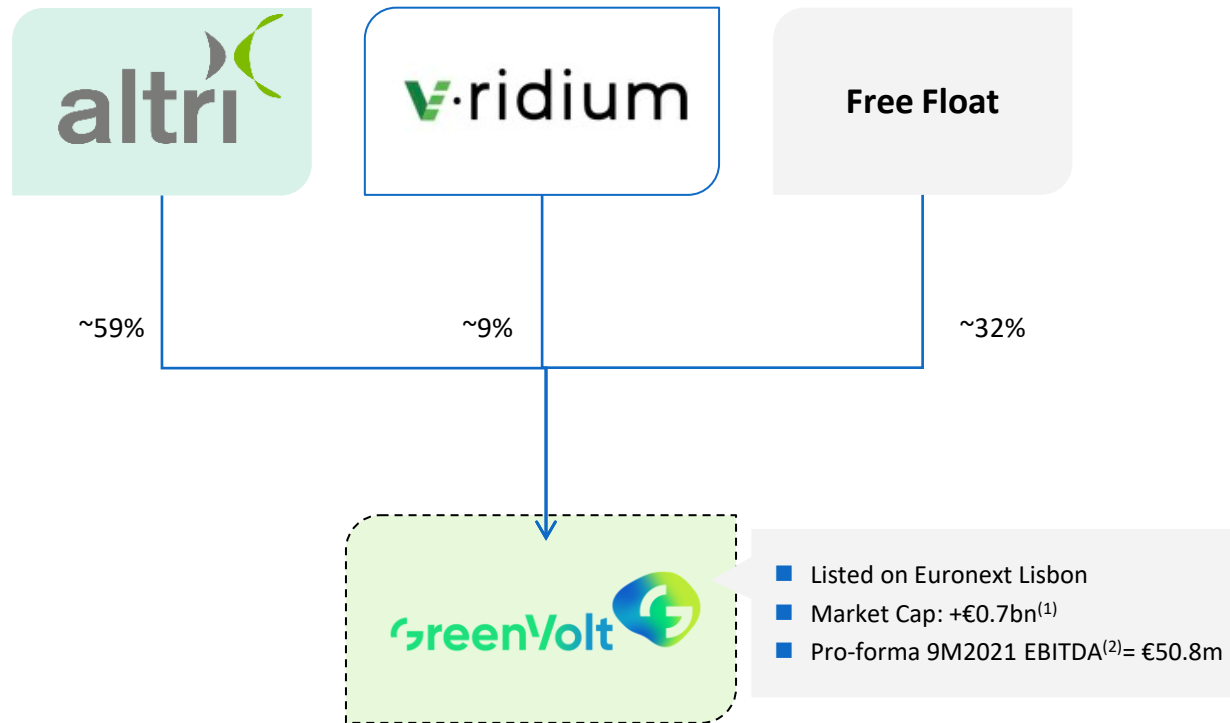 altri
v·ridium
Free Float
~59%
~9%
~32%
GreenVolt
Listed on Euronext Lisbon
Market Cap: +€0.7bn(1)
Pro-forma 9M2021 EBITDA(2)= €50.8m